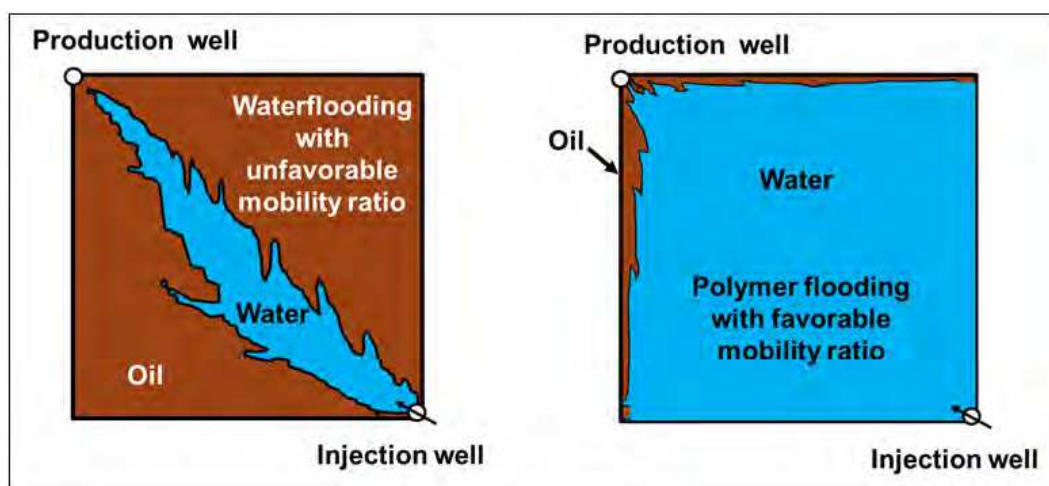 Production well
Waterflooding
with
unfavorable
mobility ratio
Water
Oil
Injection well
Production well
Oil
Water
Polymer flooding
with favorable
mobility ratio
Injection well